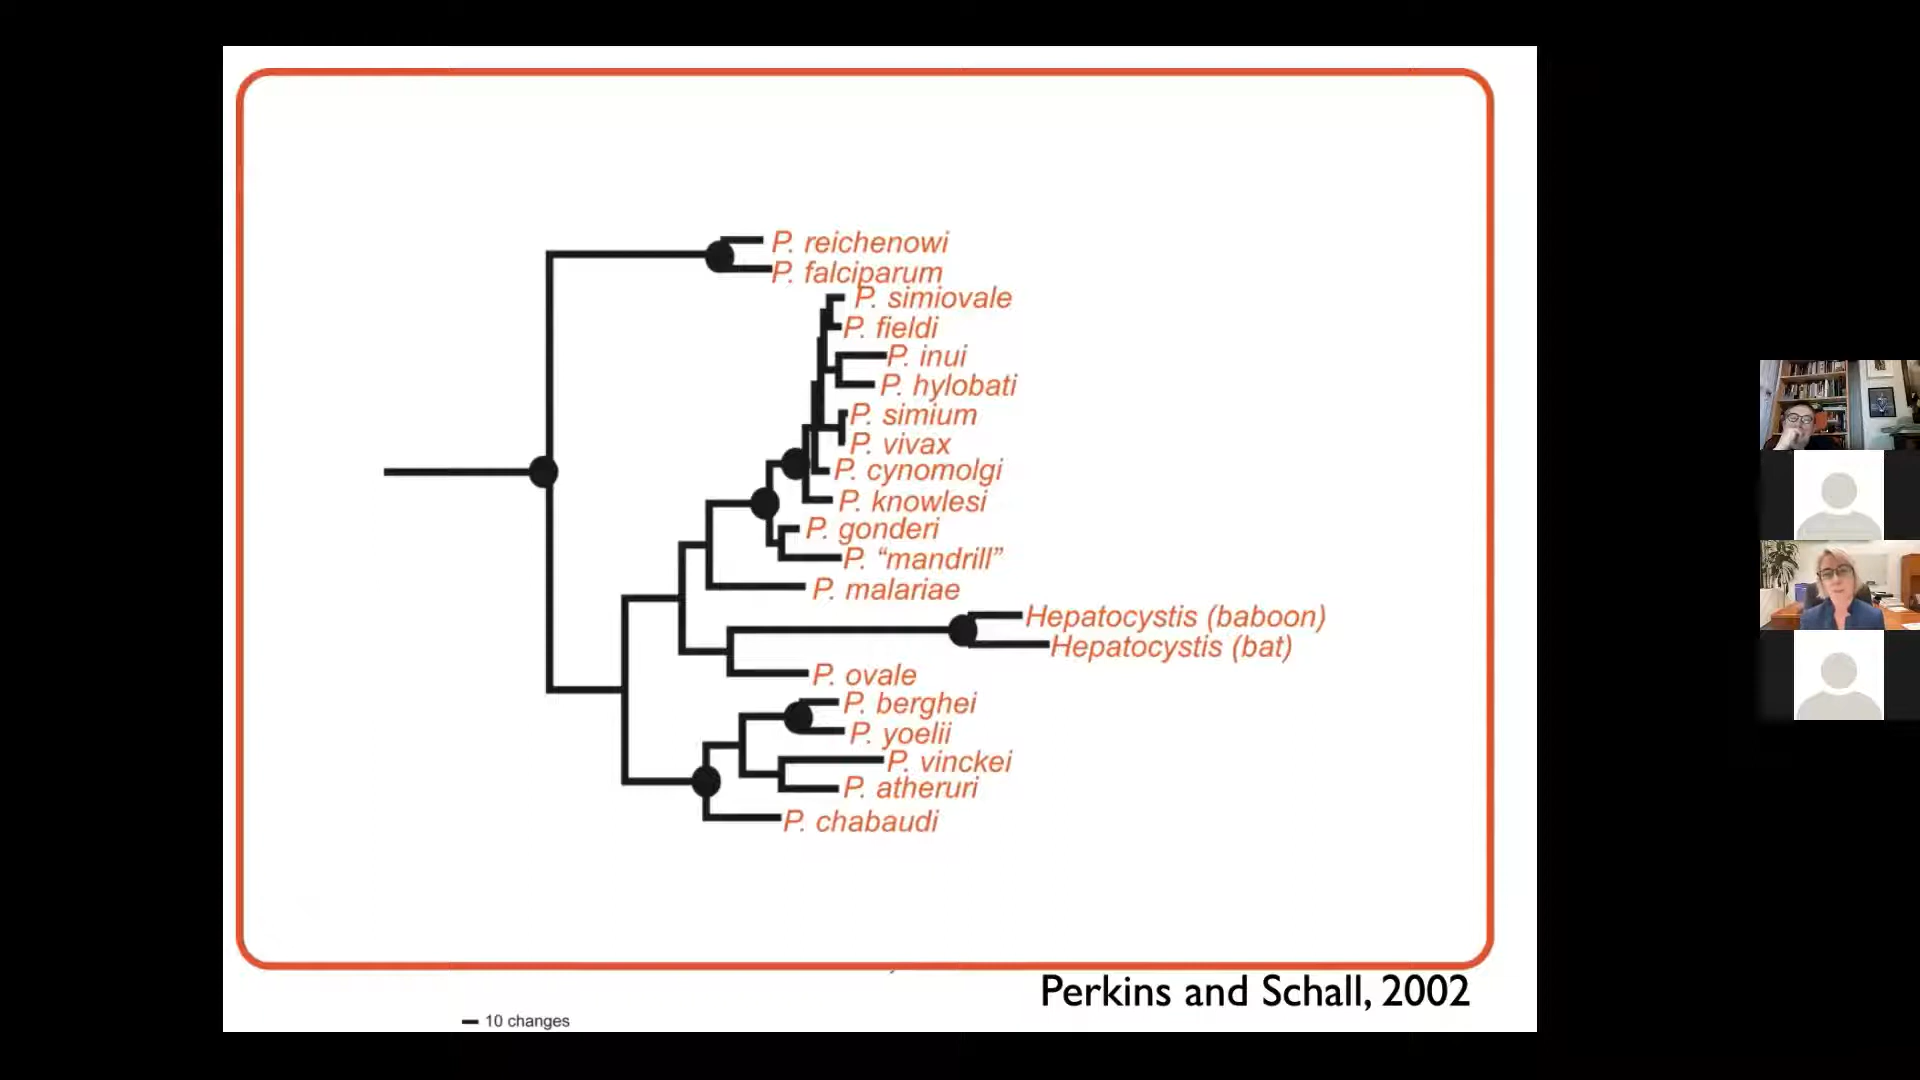 P. reichenowi
P. falciparum
P. simiovale
P. fieldi
P. inui
P. hylobati
P. simium
P. vivax
P. cynomolgi
P. knowlesi
P. gonderi
P. “mandrill”
P. malariae
Hepatocystis (baboon)
Hepatocystis (bat)
P. ovale
P. berghei
P. yoelii
P. vinckei
P. atheruri
P. chabaudi
Perkins and Schall, 2002
10 changes